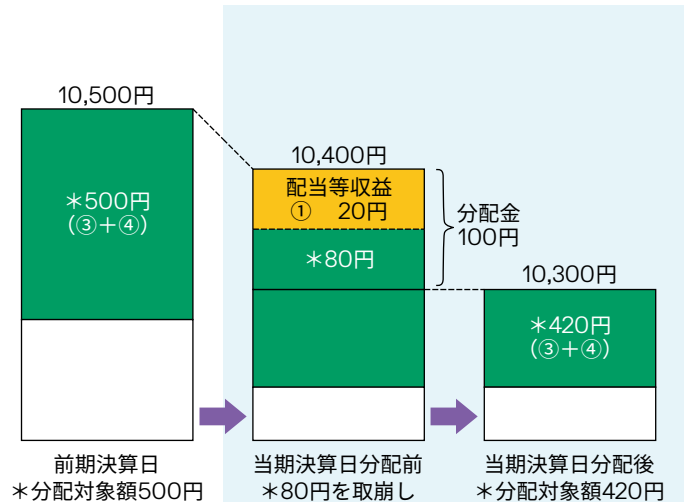 10,500円
＊500円
(③＋④)
前期決算日
＊分配対象額500円
10,400円
配当等収益
①　20円
＊80円
分配金
100円
当期決算日分配前
＊80円を取崩し
10,300円
＊420円
(③＋④)
当期決算日分配後
＊分配対象額420円